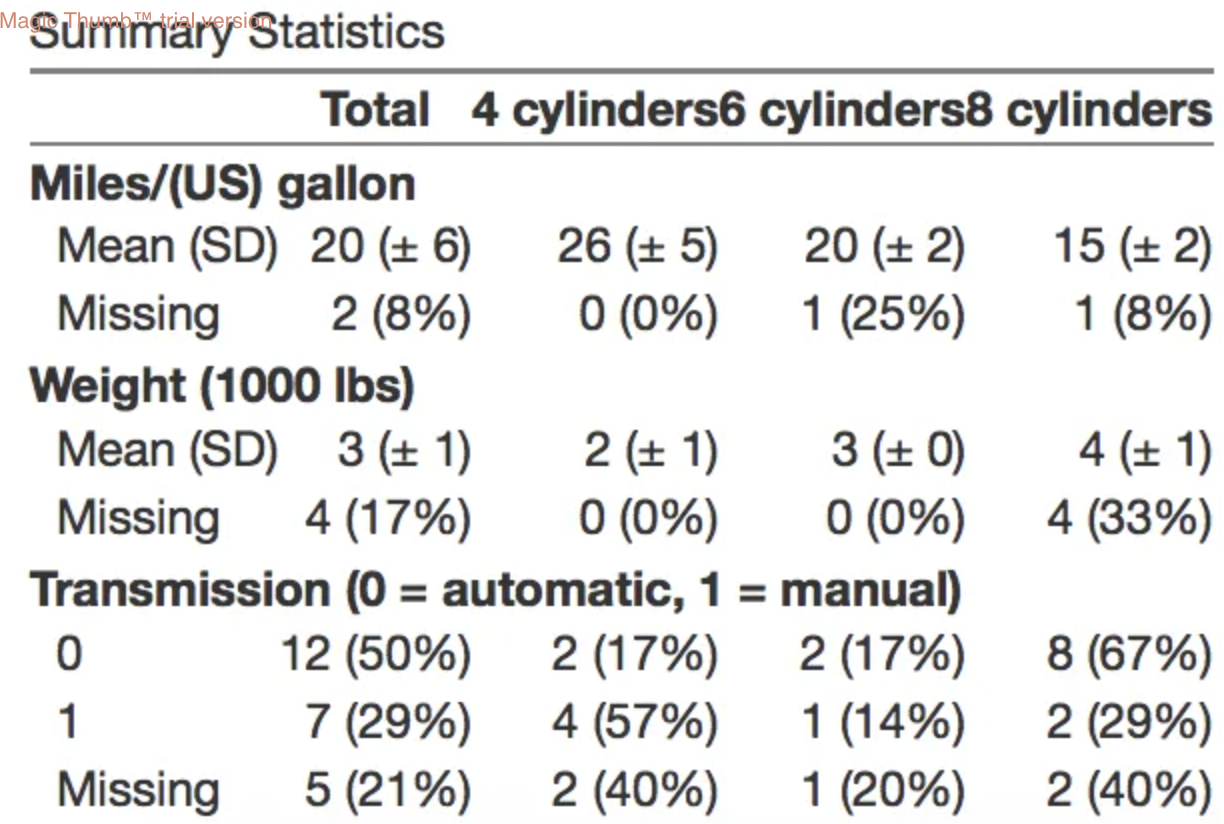 Magic Thumb™ trial version
Summary Statistics
Total 4 cylinders6 cylinders8 cylinders
Miles/(US) gallon
Mean (SD) 20 (± 6) 26 (± 5) 20 (± 2) 15 (± 2)
Missing 2 (8%) 0 (0%) 1 (25%) 1 (8%)
Weight (1000 lbs)
Mean (SD) 3 (± 1) 2 (± 1) 3 (± 0) 4 (± 1)
Missing 4 (17%) 0 (0%) 0 (0%) 4 (33%)
Transmission (0 = automatic, 1 = manual)
0 12 (50%) 2 (17%) 2 (17%) 8 (67%)
1 7 (29%) 4 (57%) 1 (14%) 2 (29%)
Missing 5 (21%) 2 (40%) 1 (20%) 2 (40%)